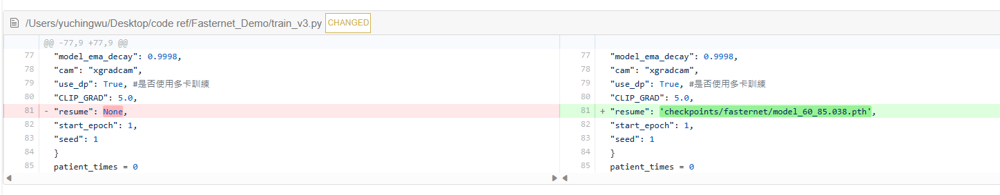 /Users/yuchingwu/Desktop/code ref/Fasternet_Demo/train_v3.py CHANGED
@@ -77,9 +77,9 @@
77 "model_ema_decay": 0.9998,
78 "cam": "xgradcam",
79 "use_dp": True, #是否使用多卡訓練
80 "CLIP_GRAD": 5.0,
81 - "resume": None,
82 "start_epoch": 1,
83 "seed": 1
84 }
85 patient_times = 0
77 "model_ema_decay": 0.9998,
78 "cam": "xgradcam",
79 "use_dp": True, #是否使用多卡訓練
80 "CLIP_GRAD": 5.0,
81 + "resume": 'checkpoints/fasternet/model_60_85.038.pth',
82 "start_epoch": 1,
83 "seed": 1
84 }
85 patient_times = 0